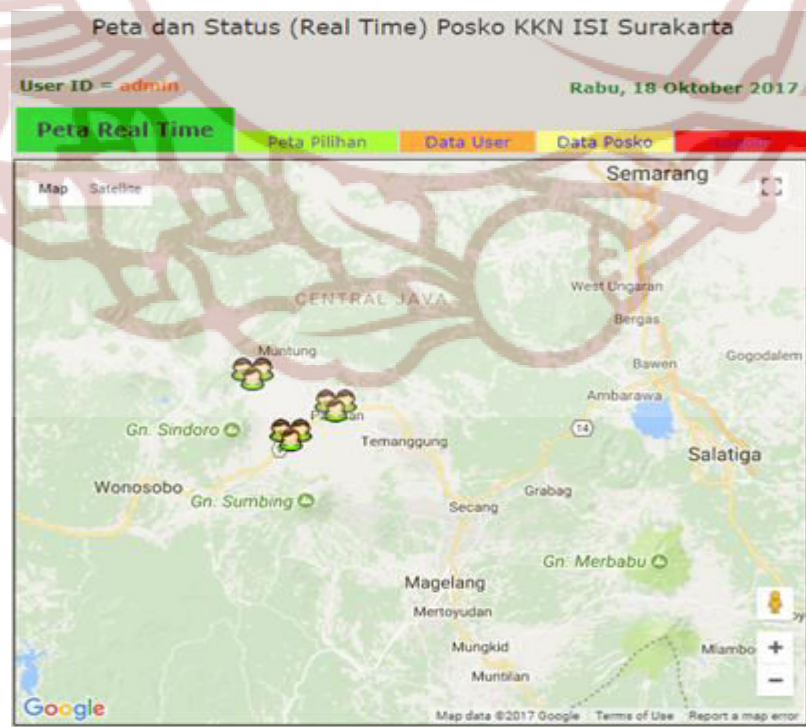 Peta dan Status (Real Time) Posko KKN ISI Surakarta
User ID = admin
Rabu, 18 Oktober 2017
Peta Real Time
Peta Pilihan
Data User
Data Posko
Semarang
Map Satellite
West Ungaran
CENTRAL JAVA
Bergas
Muntung
Gogodalem
Bawen
Ambarawa
Gn. Sindoro
14
Temanggung
Salatiga
Wonosobo
Gn. Sumbing
Grabag
Secang
Gn. Merbabu
Magelang
Mertoyudan
Mungkid
Muntilan
Google
Map data ©2017 Google Terms of Use Report a map error